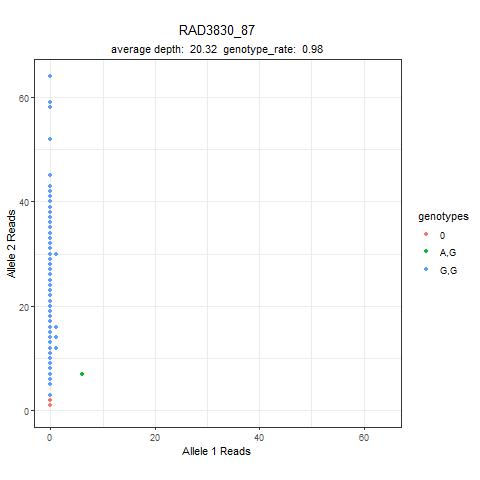 RAD3830_87
average depth: 20.32 genotype_rate: 0.98
60
40
20
0
Allele 2 Reads
0 20 40 60
Allele 1 Reads
genotypes
0
A,G
G,G